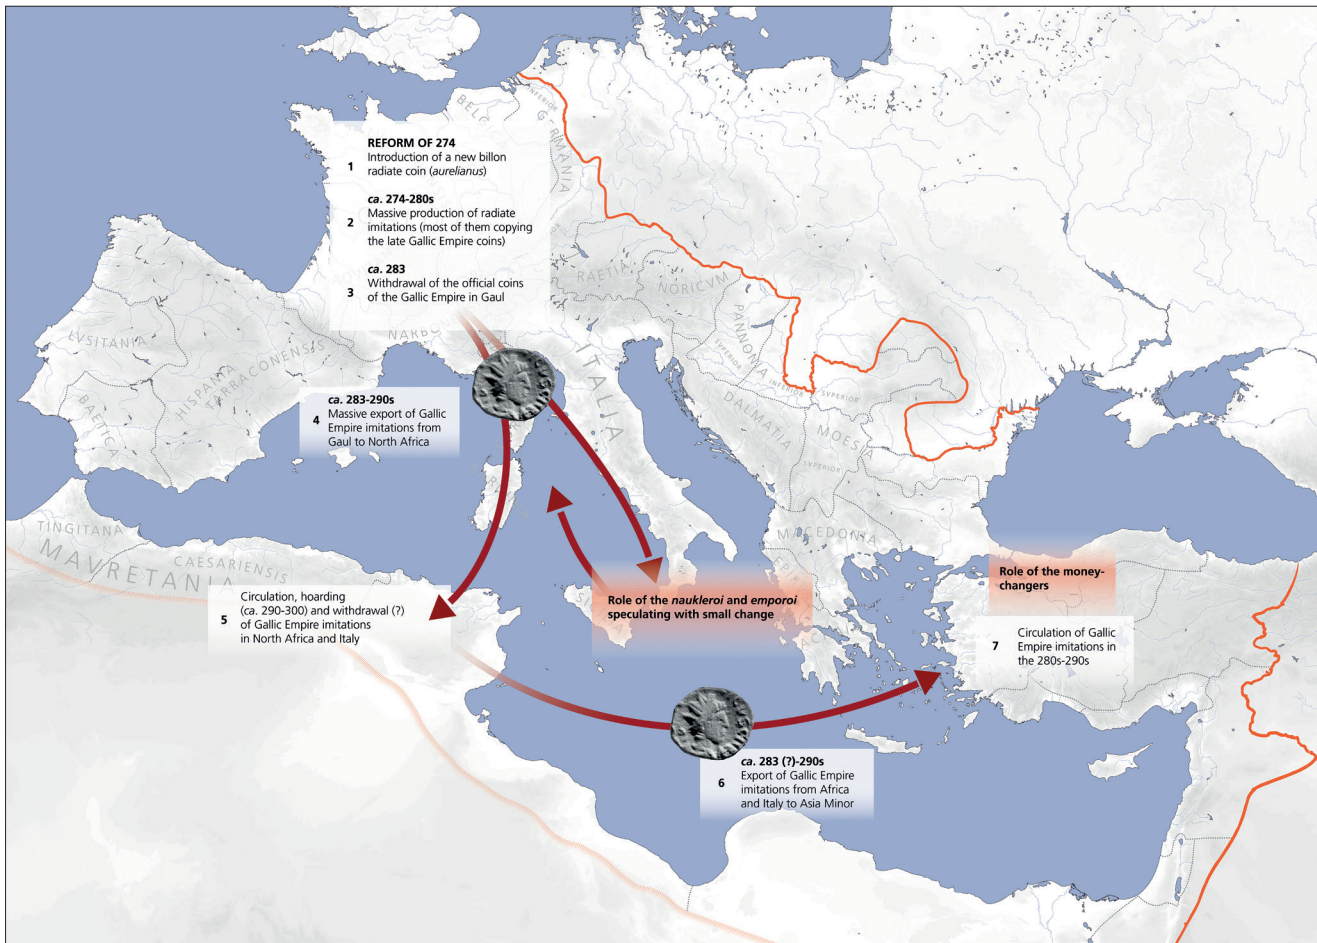 REFORM OF 274
1
Introduction of a new billon
radiate coin (aurelianus)
ca. 274-280s
2
Massive production of radiate
imitations (most of them copying
the late Gallic Empire coins)
ca. 283
3
Withdrawal of the official coins
of the Gallic Empire in Gaul
ca. 283-290s
4
Massive export of Gallic
Empire imitations from
Gaul to North Africa
5
Circulation, hoarding
(ca. 290-300) and withdrawal (?)
of Gallic Empire imitations
in North Africa and Italy
Role of the naukleroi and emporoi
speculating with small change
ca. 283 (?)-290s
6
Export of Gallic Empire
imitations from Africa
and Italy to Asia Minor
Role of the money-
changers
7
Circulation of Gallic
Empire imitations in
the 280s-290s
INFERIOR
GERMANIA
RAETIA
NORICVM
PANNONIA
SVPERIOR
INFERIOR
SVPERIOR
DALMATIA
MOESIA
SVPERIOR
MACEDONIA
ITALIA
LVSITANIA
HISPANIA
TARRACONENSIS
BAETICA
TINGITANA
CAESARIENSIS
MAVRETANIA